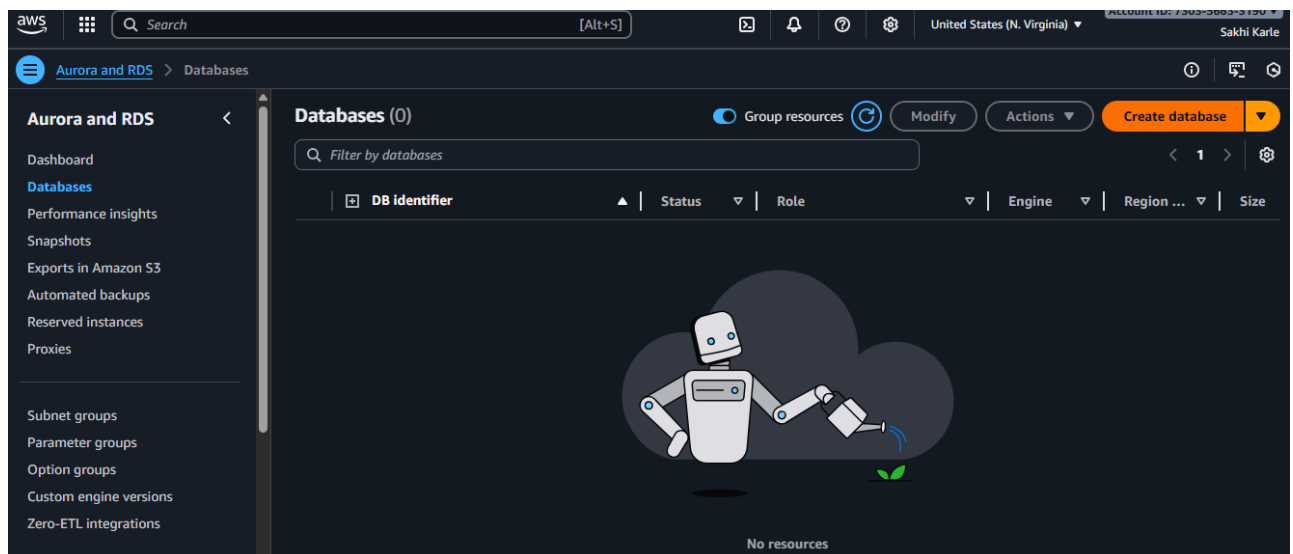 aws
Search [Alt+S] United States (N. Virginia) ▼
Sakhi Karle
Aurora and RDS > Databases
Aurora and RDS
Dashboard
Databases
Performance insights
Snapshots
Exports in Amazon S3
Automated backups
Reserved instances
Proxies
Subnet groups
Parameter groups
Option groups
Custom engine versions
Zero-ETL integrations
Databases (0) Group resources Modify Actions ▼ Create database ▼
Filter by databases < 1 >
DB identifier Status Role Engine Region ... Size
No resources